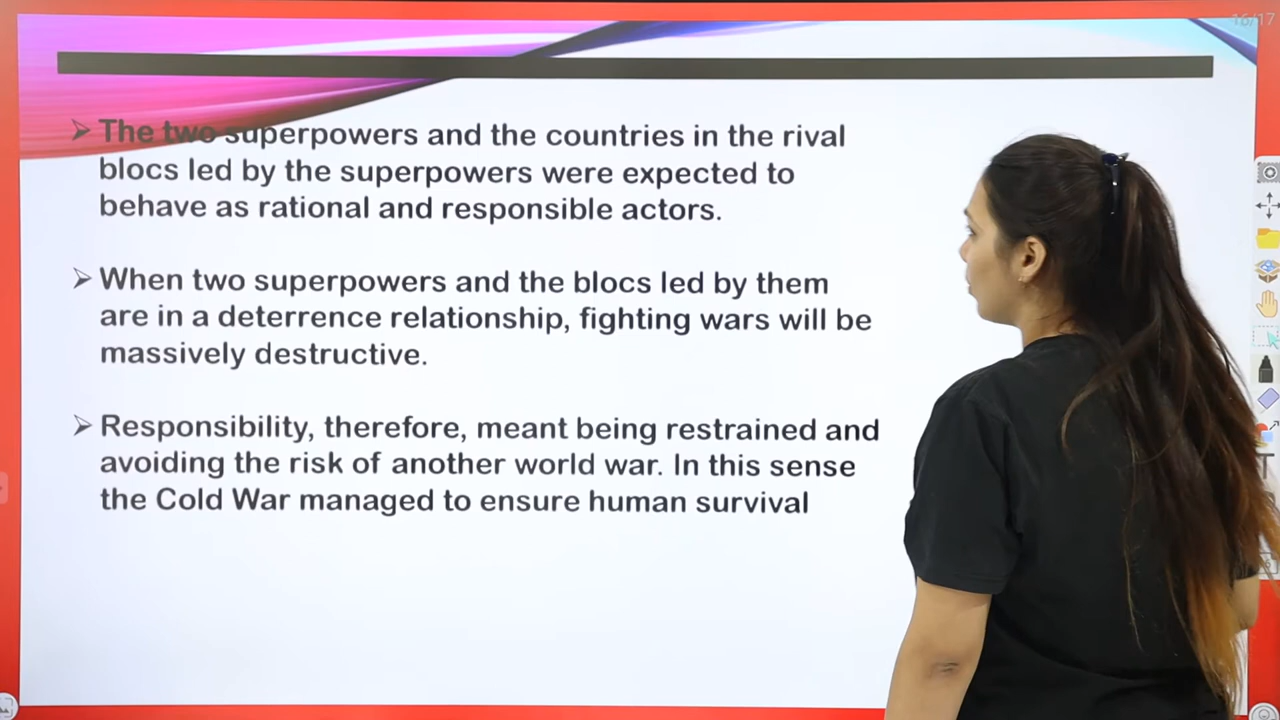 16/17
➢ The two superpowers and the countries in the rival
blocs led by the superpowers were expected to
behave as rational and responsible actors.
➢ When two superpowers and the blocs led by them
are in a deterrence relationship, fighting wars will be
massively destructive.
➢ Responsibility, therefore, meant being restrained and
avoiding the risk of another world war. In this sense
the Cold War managed to ensure human survival